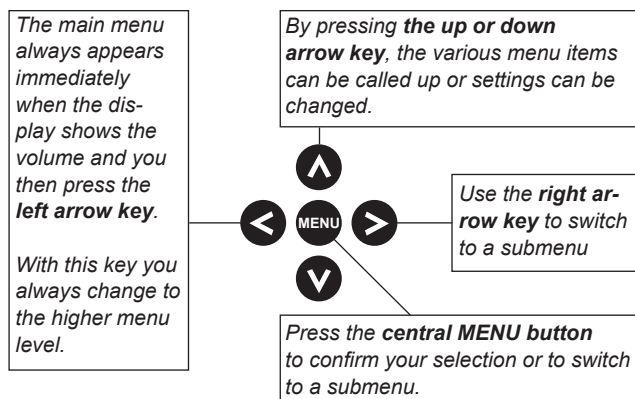 The main menu
always appears
immediately
when the dis-
play shows the
volume and you
then press the
left arrow key.
With this key you
always change to
the higher menu
level.
By pressing the up or down
arrow key, the various menu items
can be called up or settings can be
changed.
MENU
Use the right ar-
row key to switch
to a submenu
Press the central MENU button
to confirm your selection or to switch
to a submenu.